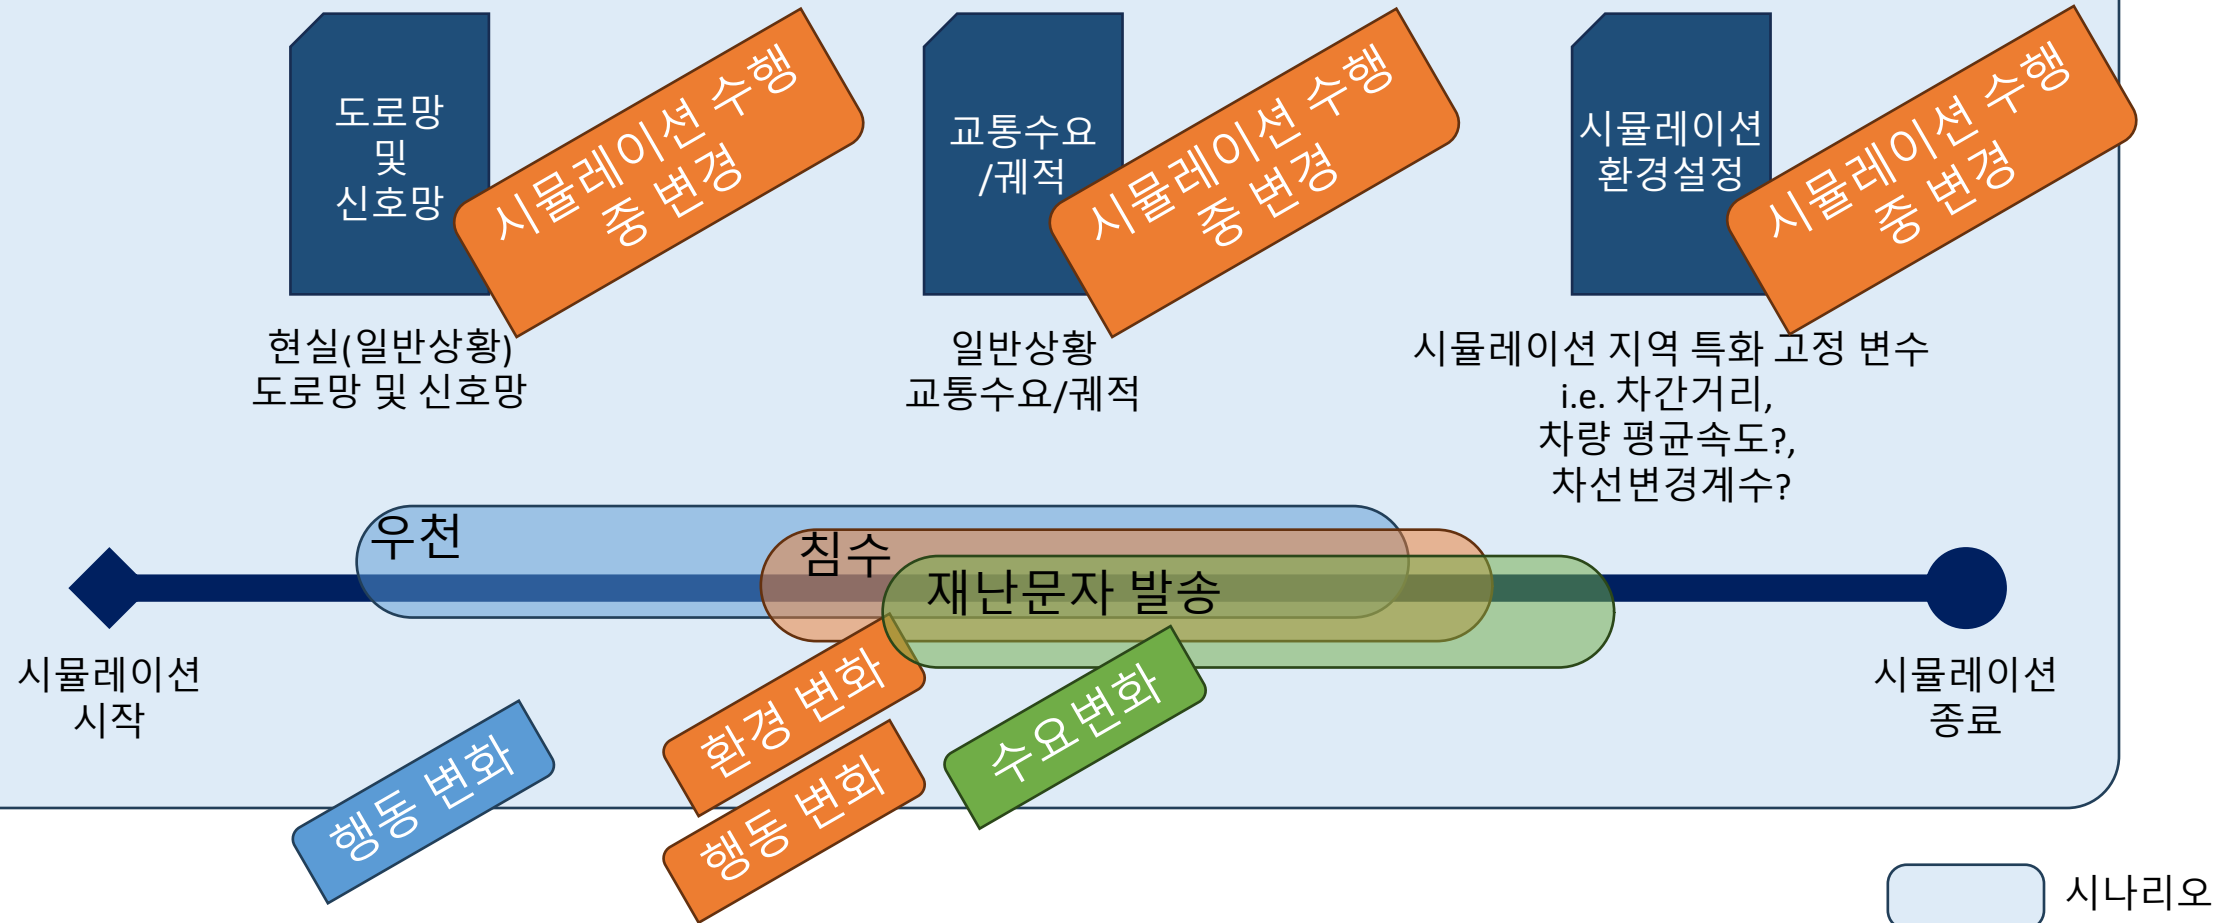 도로망
및
신호망
시뮬레이션 수행
중 변경
교통수요
/궤적
시뮬레이션 수행
중 변경
시뮬레이션
환경설정
시뮬레이션 수행
중 변경
현실(일반상황)
도로망 및 신호망
일반상황
교통수요/궤적
시뮬레이션 지역 특화 고정 변수
i.e. 차간거리,
차량 평균속도?,
차선변경계수?
우천
침수
재난문자 발송
시뮬레이션
시작
시뮬레이션
종료
행동 변화
환경 변화
행동 변화
수요변화
시나리오